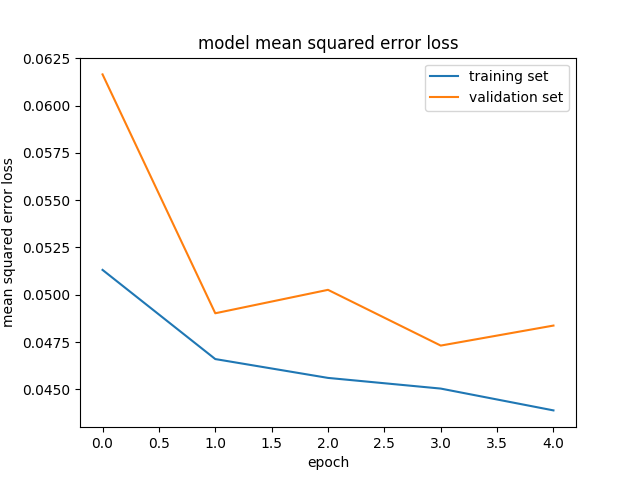 model mean squared error loss
0.0625
0.0600
0.0575
0.0550
0.0525
0.0500
0.0475
0.0450
mean squared error loss
training set
validation set
0.0 0.5 1.0 1.5 2.0 2.5 3.0 3.5 4.0
epoch